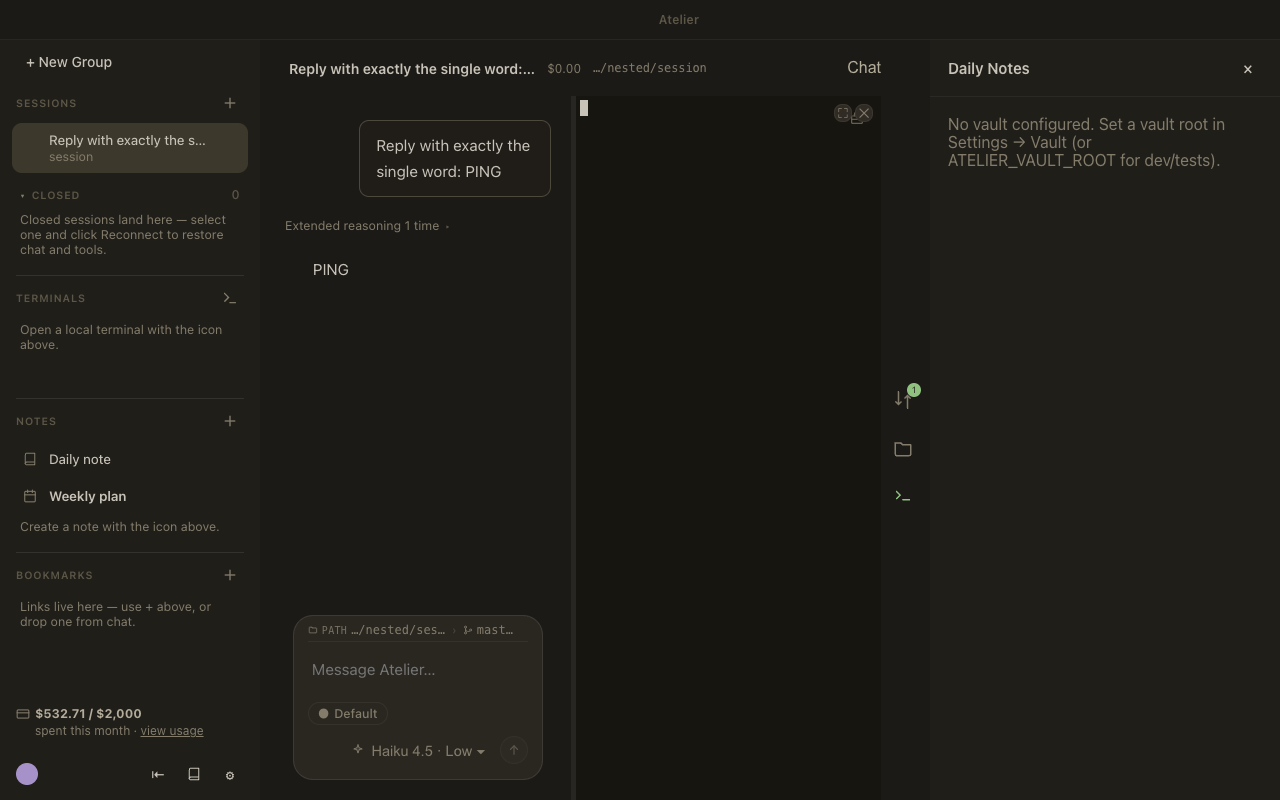 Atelier
+ New Group
SESSIONS
Reply with exactly the s...
session
CLOSED 0
Closed sessions land here — select
one and click Reconnect to restore
chat and tools.
TERMINALS
Open a local terminal with the icon
above.
NOTES
Daily note
Weekly plan
Create a note with the icon above.
BOOKMARKS
Links live here — use + above, or
drop one from chat.
$532.71 / $2,000
spent this month · view usage
Reply with exactly the single word:... $0.00 …/nested/session Chat
Reply with exactly the
single word: PING
Extended reasoning 1 time
PING
PATH …/nested/ses… › mast…
Message Atelier...
Default
Haiku 4.5 · Low
1
Daily Notes
No vault configured. Set a vault root in
Settings → Vault (or
ATELIER_VAULT_ROOT for dev/tests).